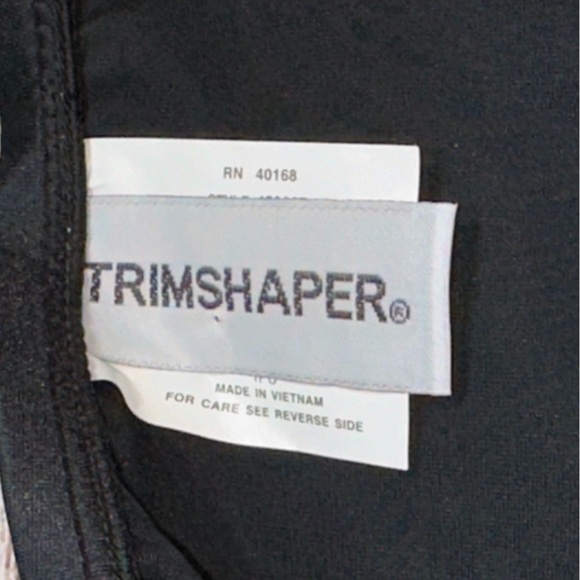 RN 40168
TRIMSHAPER®
MADE IN VIETNAM
FOR CARE SEE REVERSE SIDE